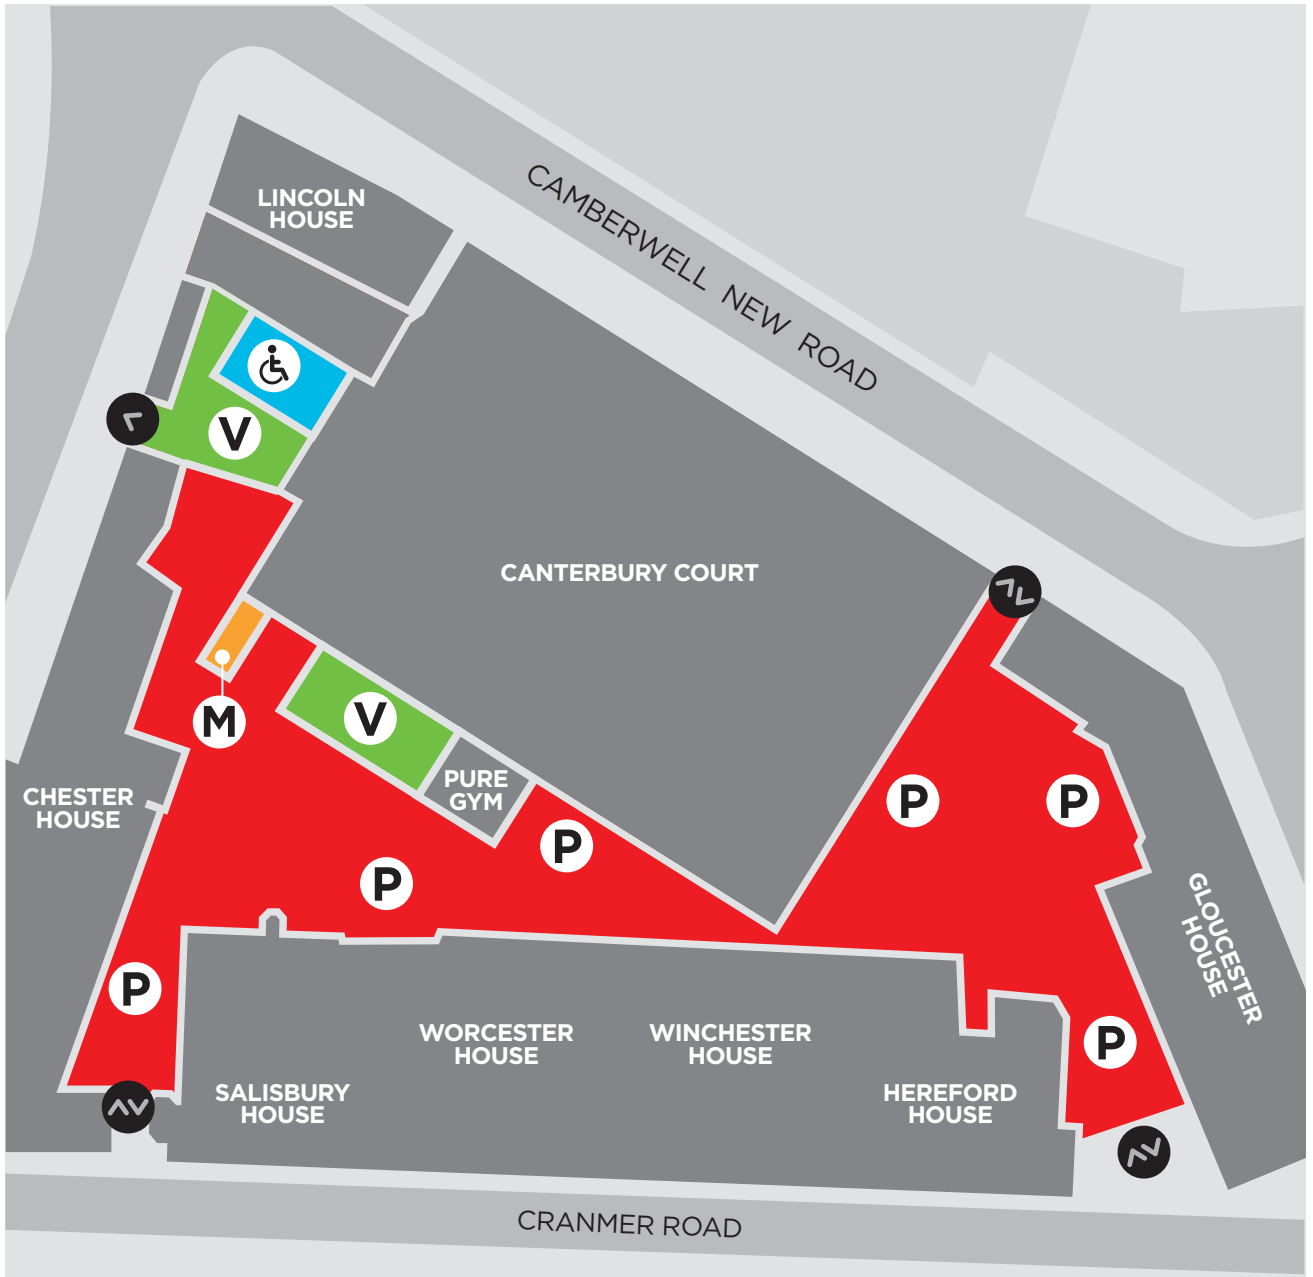 CAMBERWELL NEW ROAD
LINCOLN
HOUSE
V
CANTERBURY COURT
M
V
PURE
GYM
CHESTER
HOUSE
P
P
P
P
P
P
GLOUCESTER
HOUSE
WORCESTER
HOUSE
WINCHESTER
HOUSE
SALISBURY
HOUSE
HEREFORD
HOUSE
CRANMER ROAD